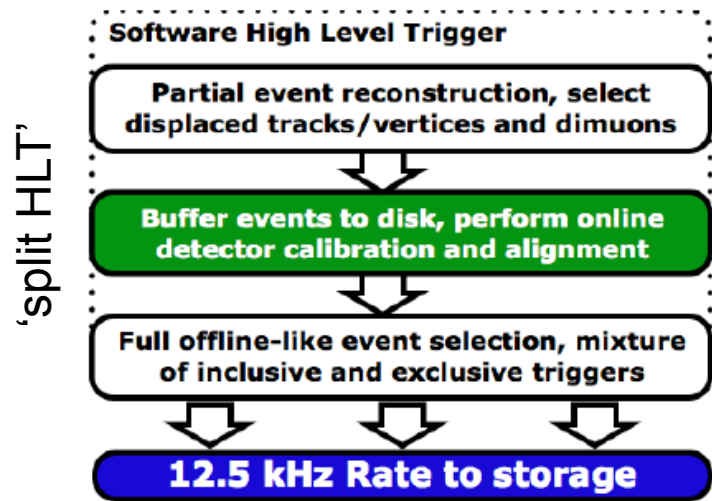 Software High Level Trigger
'split HLT'
Partial event reconstruction, select
displaced tracks/vertices and dimuons
Buffer events to disk, perform online
detector calibration and alignment
Full offline-like event selection, mixture
of inclusive and exclusive triggers
12.5 kHz Rate to storage